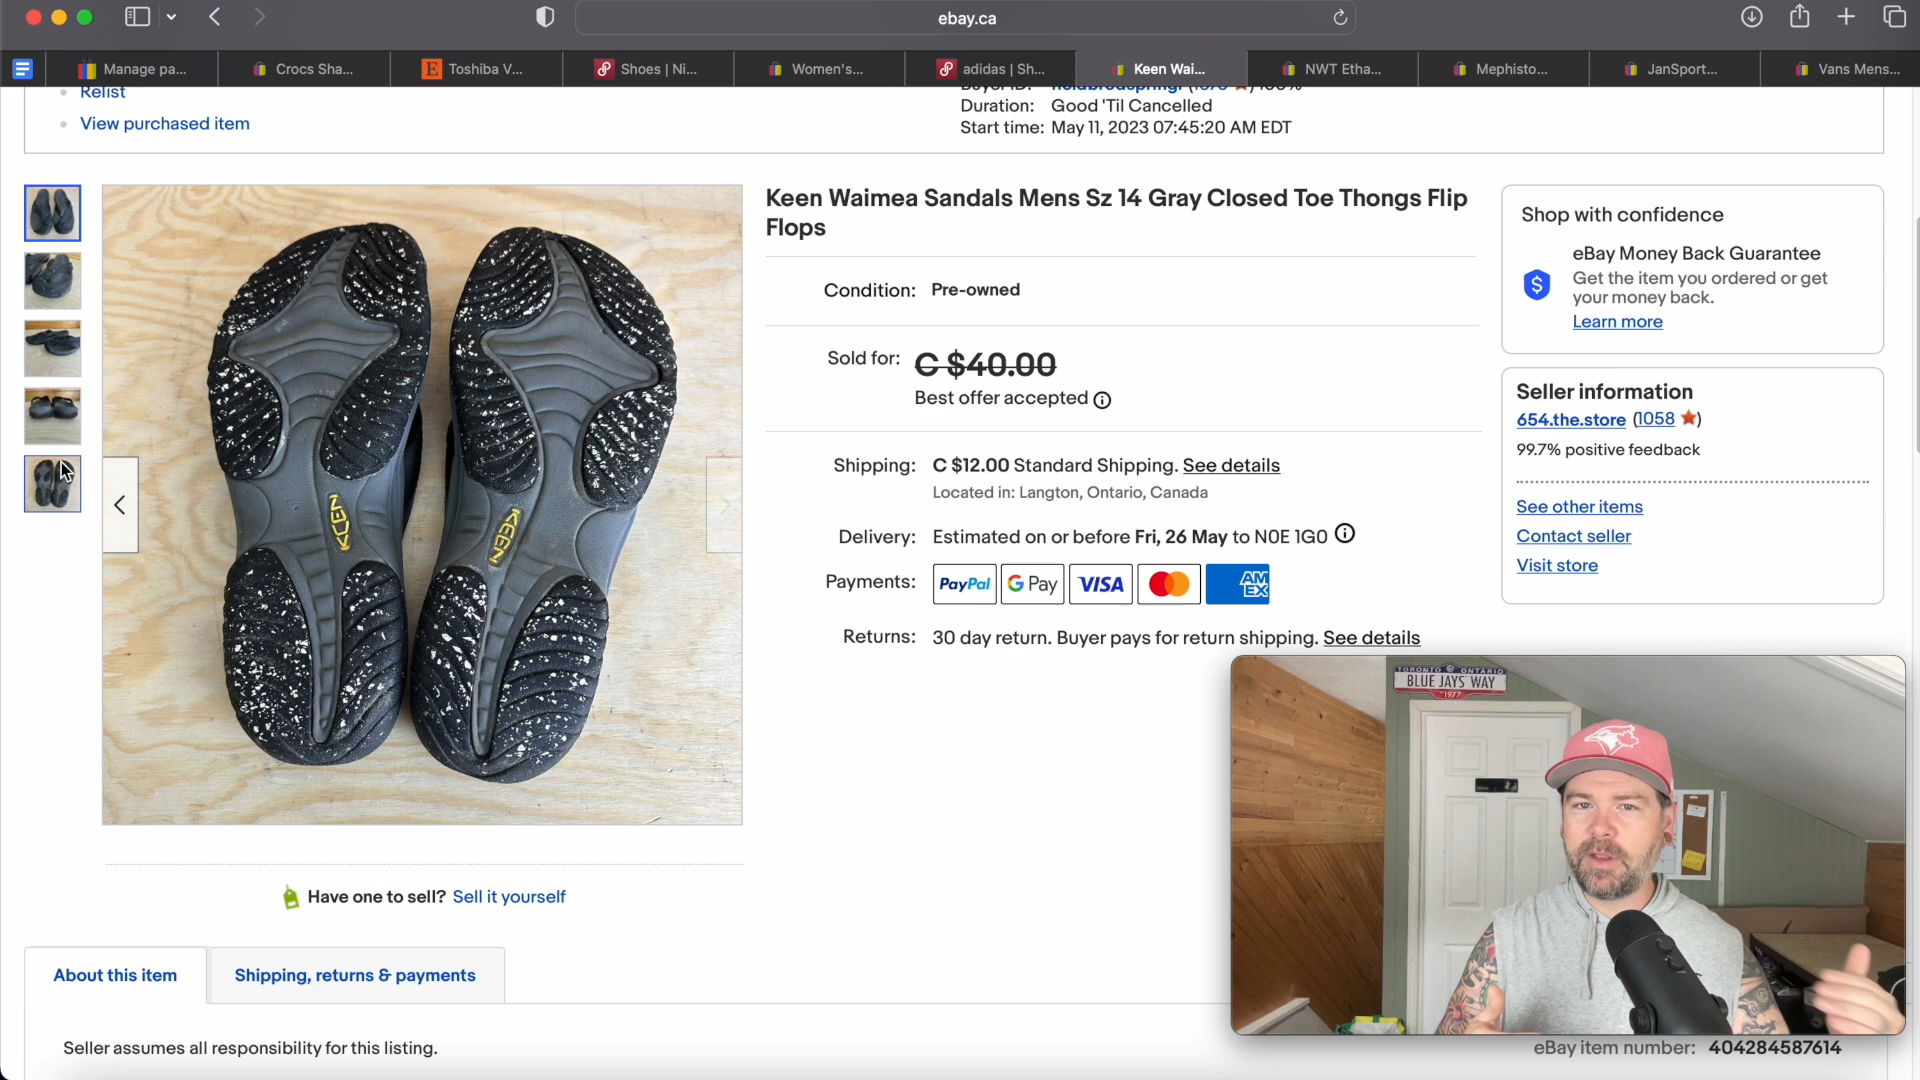 ebay.ca
Manage pa...
Crocs Sha...
Toshiba V...
Shoes | Ni...
Women's...
adidas | Sh...
Keen Wai...
NWT Etha...
Mephisto...
JanSport...
Vans Mens...
Relist
View purchased item
Duration: Good 'Til Cancelled
Start time: May 11, 2023 07:45:20 AM EDT
Keen Waimea Sandals Mens Sz 14 Gray Closed Toe Thongs Flip
Flops
Condition: Pre-owned
Sold for: C $40.00
Best offer accepted
Shipping: C $12.00 Standard Shipping. See details
Located in: Langton, Ontario, Canada
Delivery: Estimated on or before Fri, 26 May to N0E 1G0
Payments: PayPal G Pay VISA AMEX
Returns: 30 day return. Buyer pays for return shipping. See details
Shop with confidence
eBay Money Back Guarantee
Get the item you ordered or get
your money back.
Learn more
Seller information
654.the.store (1058)
99.7% positive feedback
See other items
Contact seller
Visit store
KEEN
KEEN
Have one to sell? Sell it yourself
About this item
Shipping, returns & payments
Seller assumes all responsibility for this listing.
eBay item number: 404284587614
TORONTO ONTARIO
BLUE JAYS WAY
1977